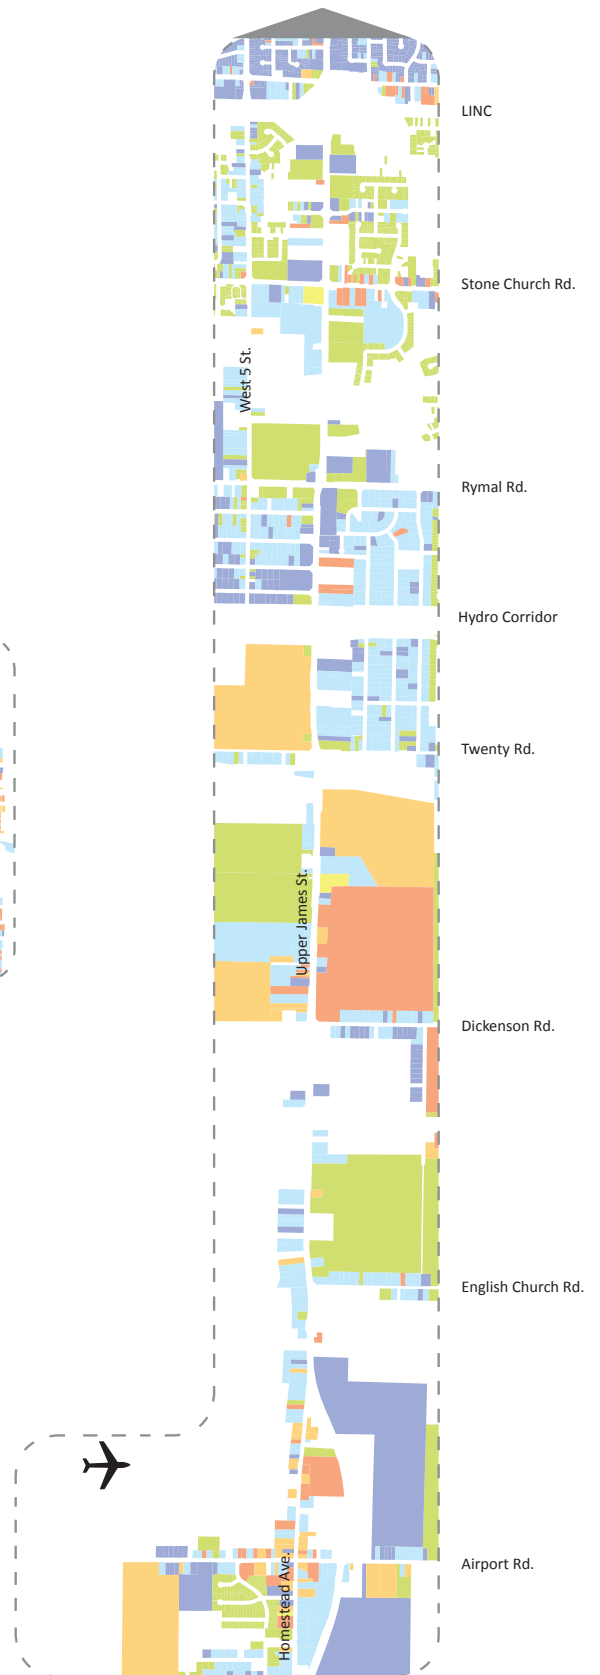 LINC
Stone Church Rd.
West 5 St.
Rymal Rd.
Hydro Corridor
Twenty Rd.
Upper James St.
Dickenson Rd.
English Church Rd.
Airport Rd.
Homestead Ave.